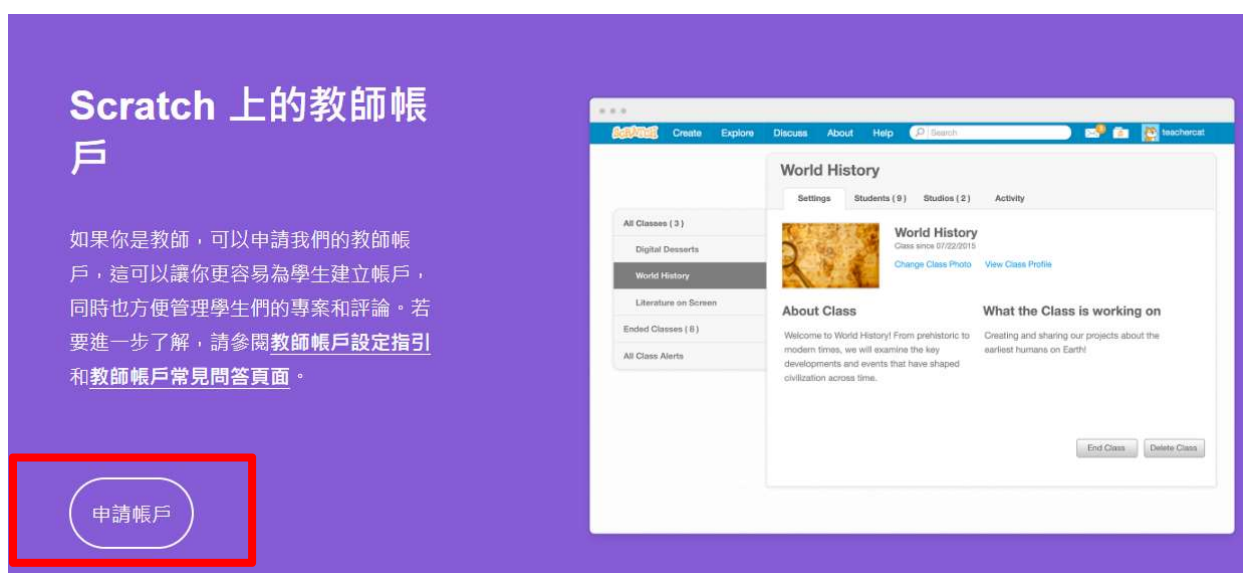 Scratch 上的教師帳
戶
如果你是教師，可以申請我們的教師帳
戶，這可以讓你更容易為學生建立帳戶，
同時也方便管理學生們的專案和評論。若
要進一步了解，請參閱教師帳戶設定指引
和教師帳戶常見問答頁面。
申請帳戶
SCRATCH Create Explore Discuss About Help Search teachercat
World History
Settings Students (9) Studios (2) Activity
All Classes (3)
Digital Desserts
World History
Literature on Screen
Ended Classes (6)
All Class Alerts
World History
Class since 07/22/2015
Change Class Photo View Class Profile
About Class
Welcome to World History! From prehistoric to
modern times, we will examine the key
developments and events that have shaped
civilization across time.
What the Class is working on
Creating and sharing our projects about the
earliest humans on Earth!
End Class Delete Class